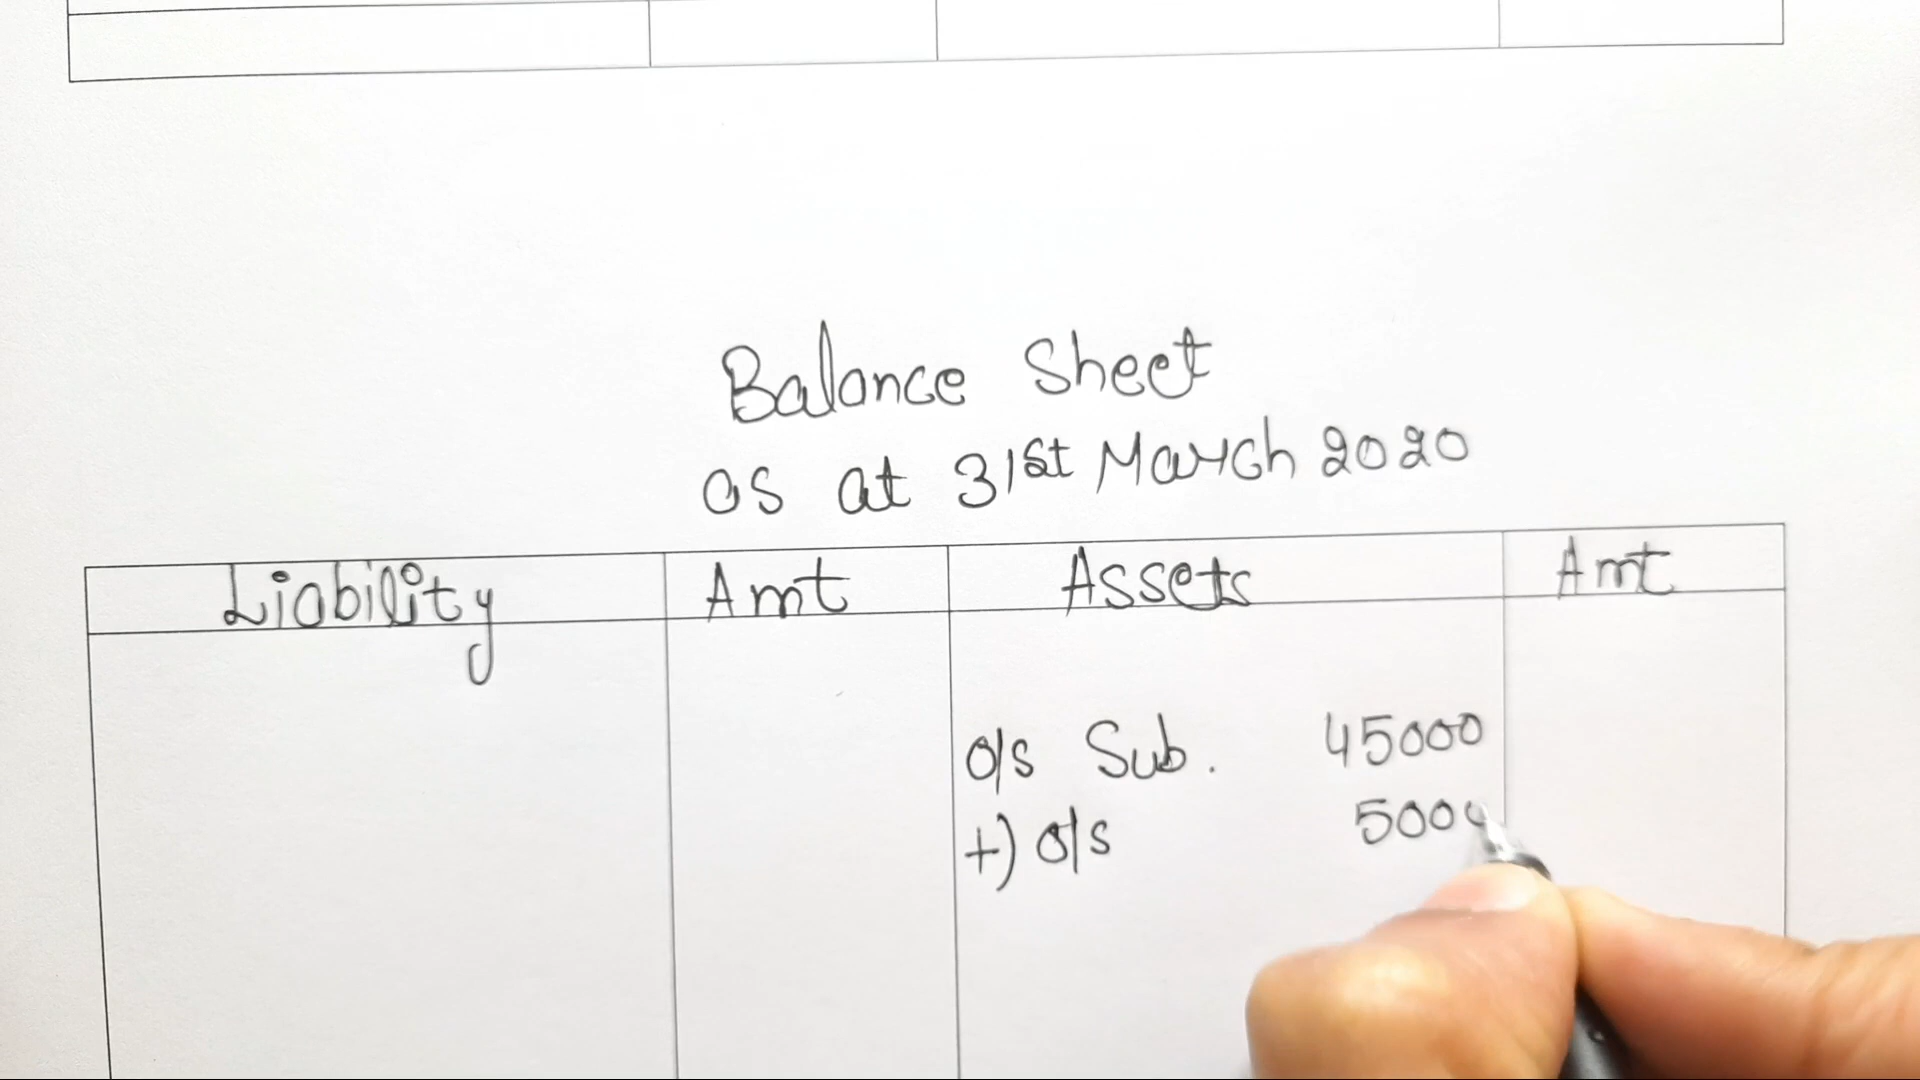 Balance Sheet
as at 31st March 2020
Liability Amt Assets Amt
O/s Sub. 45000
+) O/s 5000